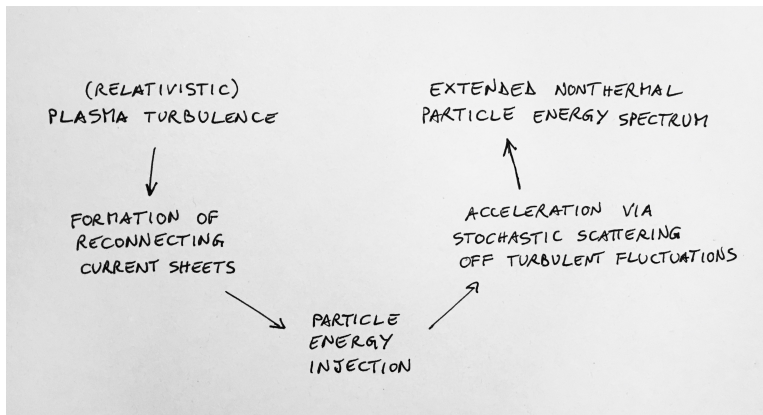 (RELATIVISTIC)
PLASMA TURBULENCE
FORMATION OF
RECONNECTING
CURRENT SHEETS
PARTICLE
ENERGY
INJECTION
ACCELERATION VIA
STOCHASTIC SCATTERING
OFF TURBULENT FLUCTUATIONS
EXTENDED NONTHERMAL
PARTICLE ENERGY SPECTRUM